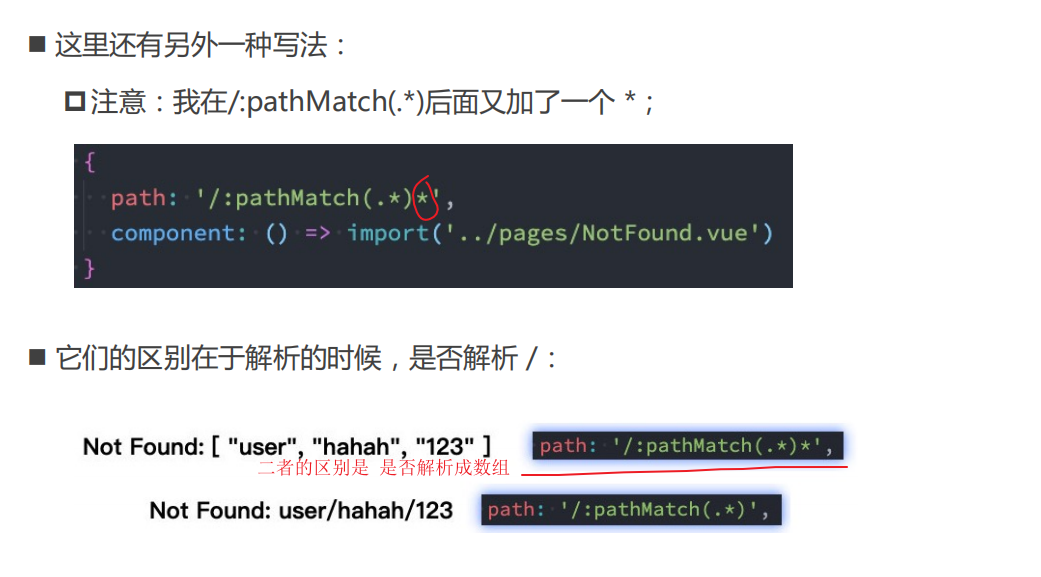 ■ 这里还有另外一种写法：
注意：我在/:pathMatch(.*)后面又加了一个 *；
{
path: '/:pathMatch(.*)*',
component: () => import('../pages/NotFound.vue')
}
■ 它们的区别在于解析的时候，是否解析 /：
Not Found: [ "user", "hahah", "123" ] path: '/:pathMatch(.*)*',
二者的区别是 是否解析成数组
Not Found: user/hahah/123 path: '/:pathMatch(.*)',